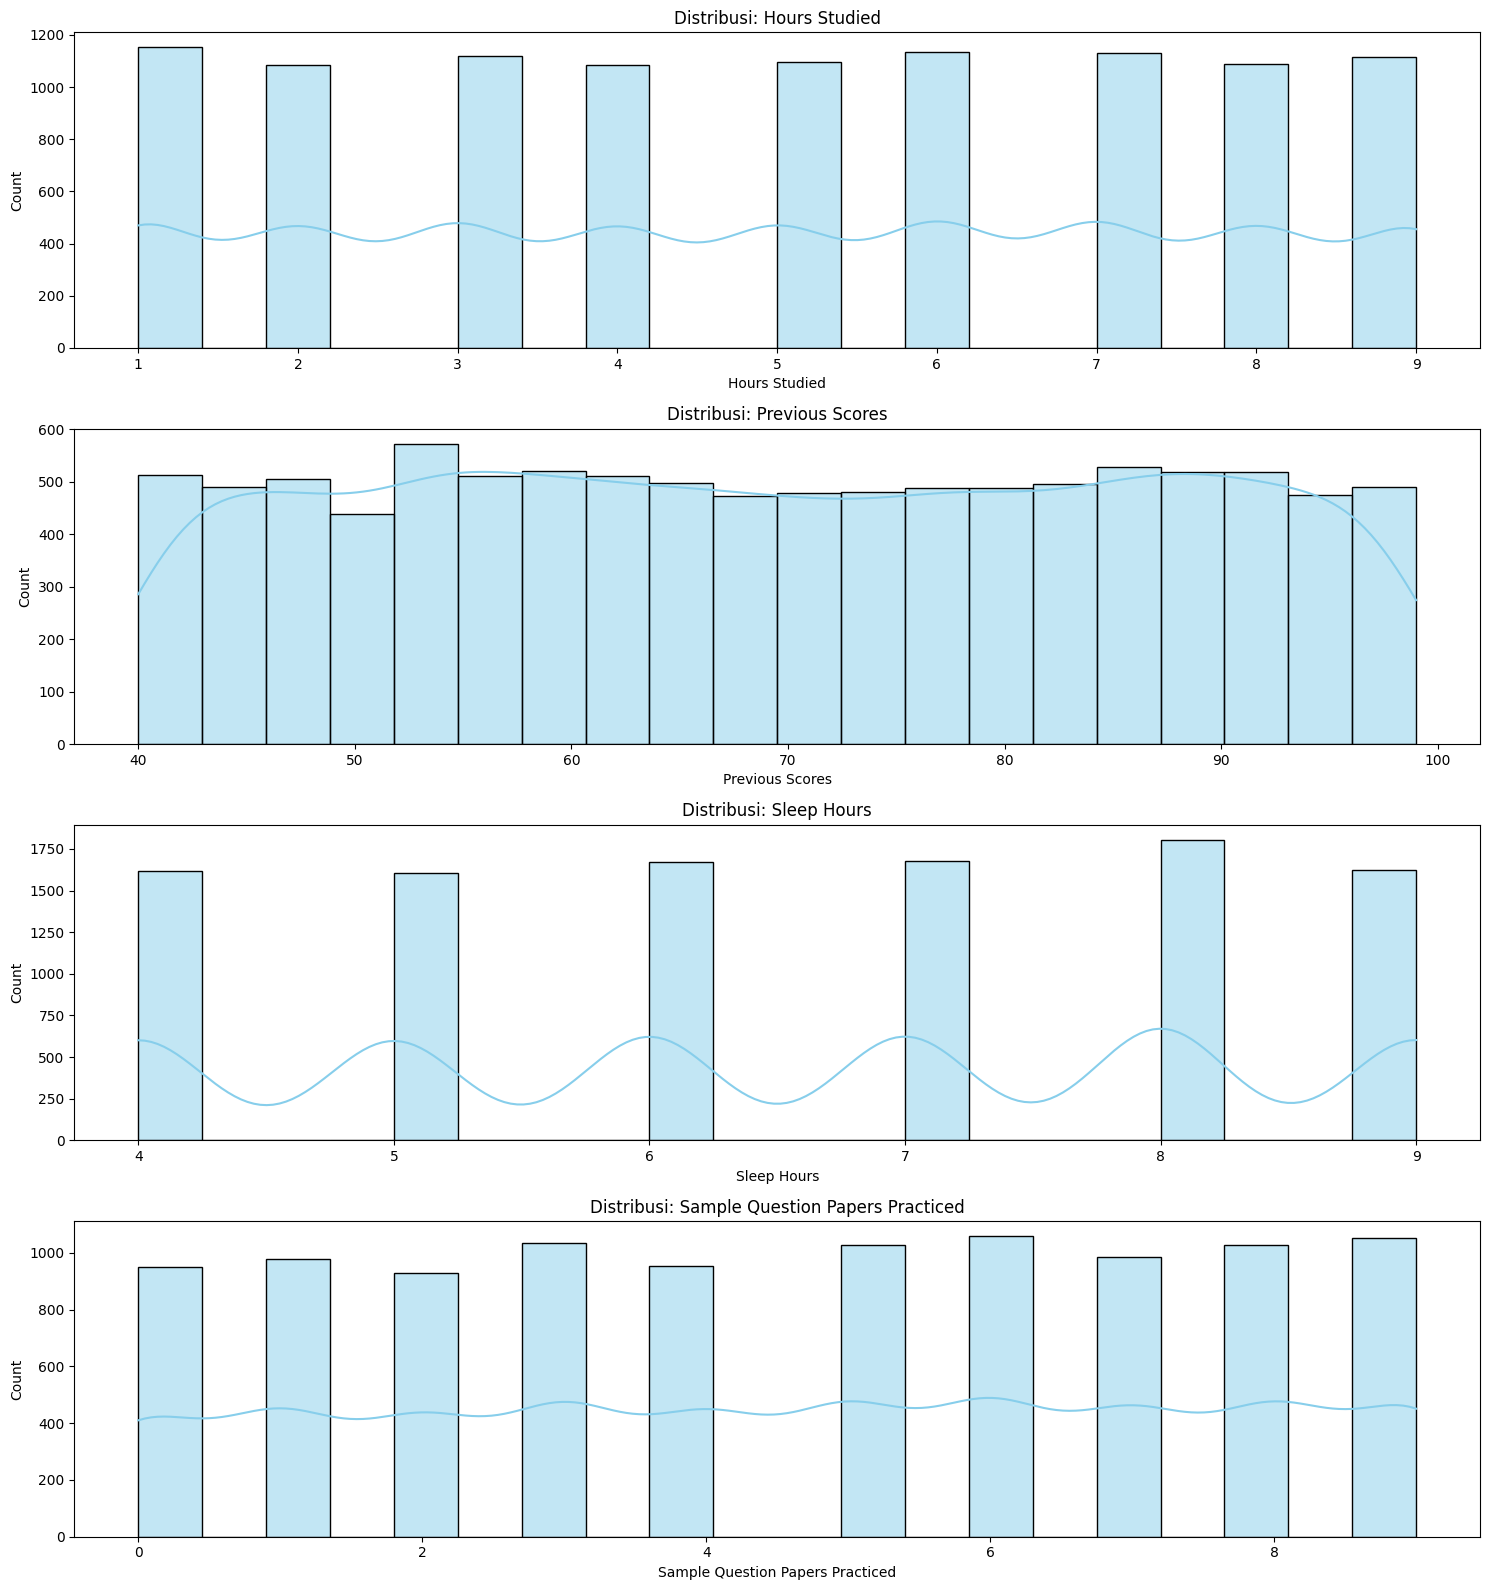 Distribusi: Hours Studied
1200
1000
800
600
400
200
0
Count
1 2 3 4 5 6 7 8 9
Hours Studied
Distribusi: Previous Scores
600
500
400
300
200
100
0
Count
40 50 60 70 80 90 100
Previous Scores
Distribusi: Sleep Hours
1750
1500
1250
1000
750
500
250
0
Count
4 5 6 7 8 9
Sleep Hours
Distribusi: Sample Question Papers Practiced
1000
800
600
400
200
0
Count
0 2 4 6 8
Sample Question Papers Practiced